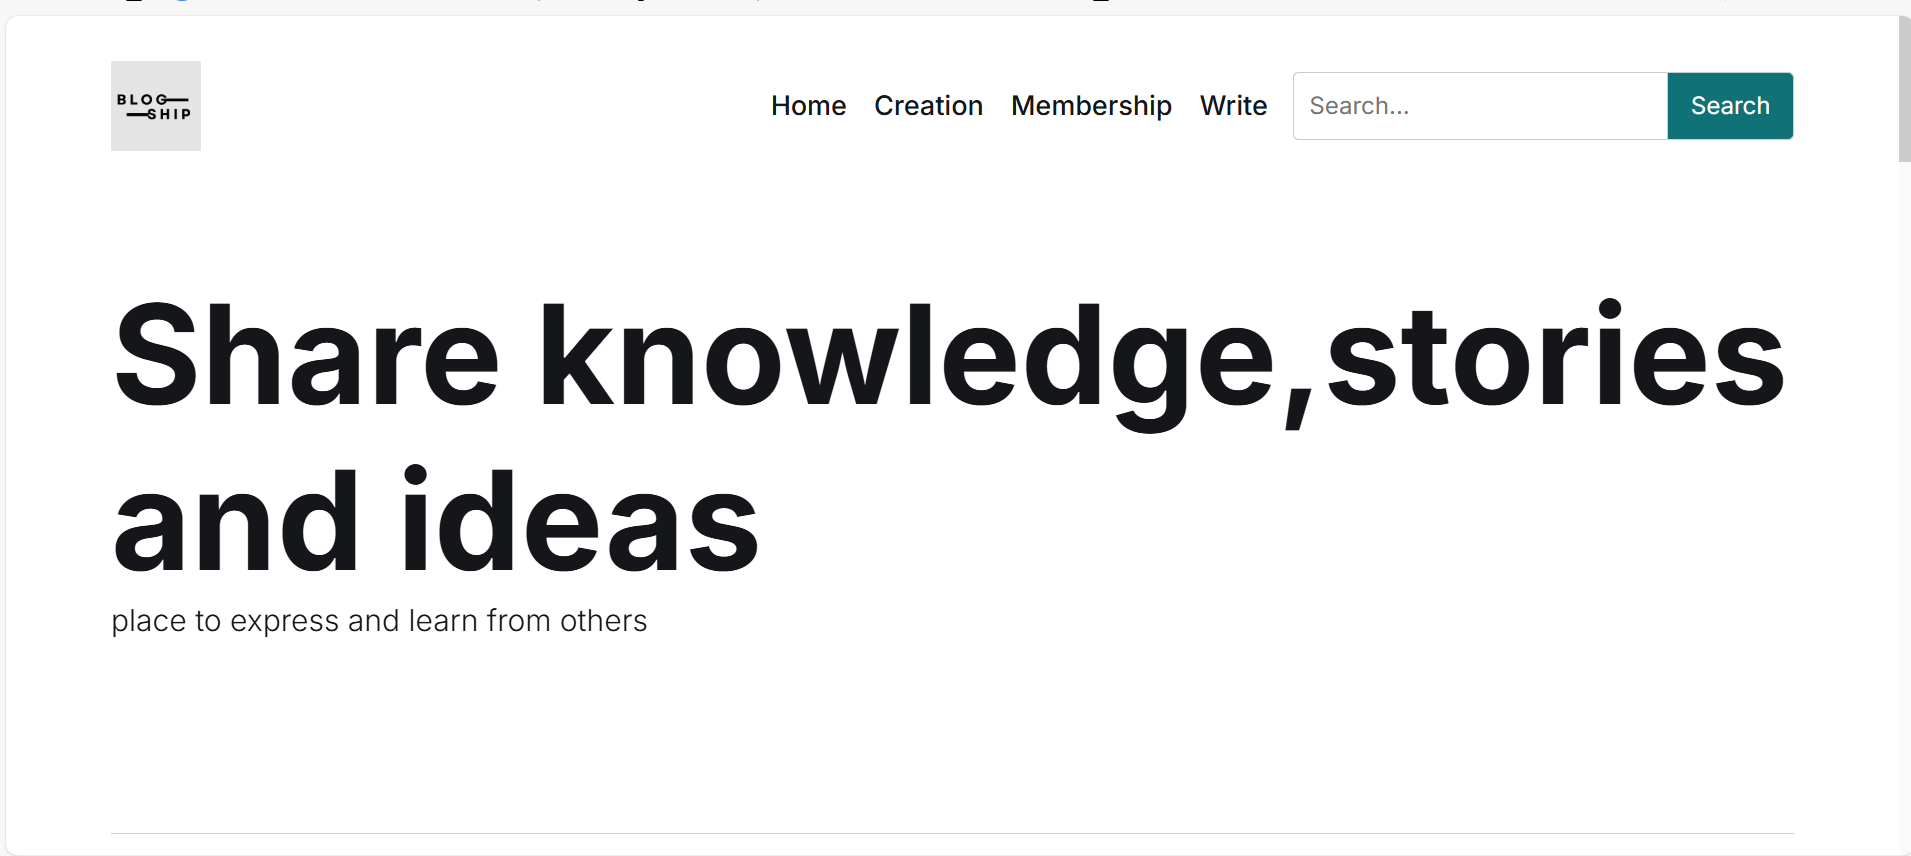 BLOG
SHIP
Home Creation Membership Write Search... Search
Share knowledge,stories
and ideas
place to express and learn from others